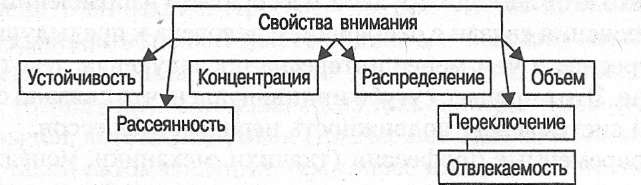 Свойства внимания
Устойчивость
Концентрация
Распределение
Объем
Рассеянность
Переключение
Отвлекаемость